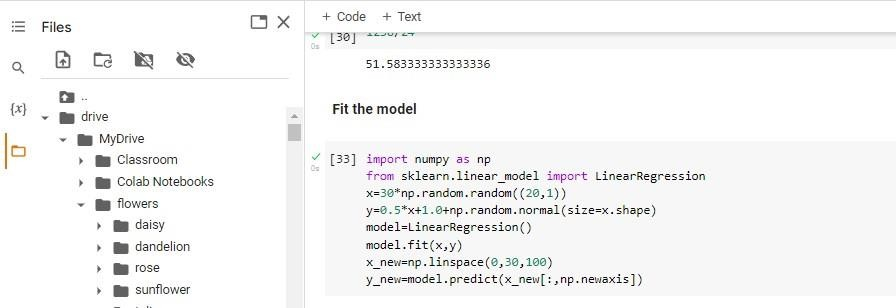 Files
+ Code + Text
{x}
..
drive
MyDrive
Classroom
Colab Notebooks
flowers
daisy
dandelion
rose
sunflower
0s
[30] 1238/24
51.583333333333336
Fit the model
0s
[33] import numpy as np
from sklearn.linear_model import LinearRegression
x=30*np.random.random((20,1))
y=0.5*x+1.0+np.random.normal(size=x.shape)
model=LinearRegression()
model.fit(x,y)
x_new=np.linspace(0,30,100)
y_new=model.predict(x_new[:,np.newaxis])